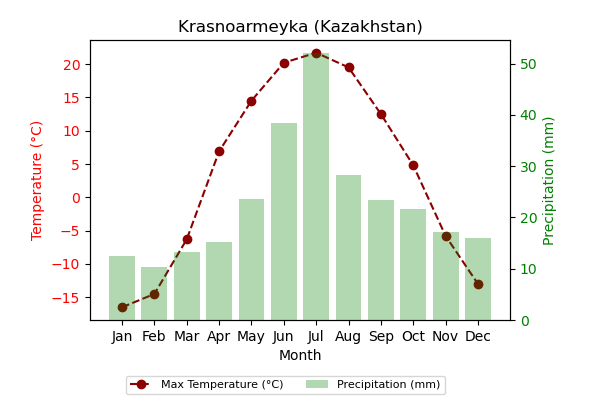 Krasnoarmeyka (Kazakhstan)
Temperature (°C)
20
15
10
5
0
−5
−10
−15
50
40
30
20
10
0
Precipitation (mm)
Jan Feb Mar Apr May Jun Jul Aug Sep Oct Nov Dec
Month
Max Temperature (°C) Precipitation (mm)